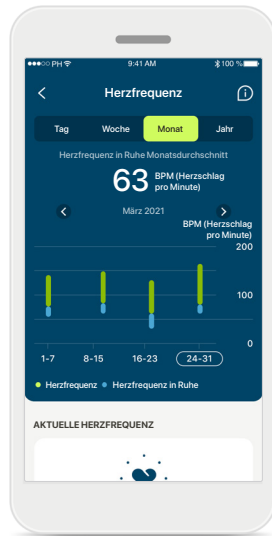 ●●●○○ PH 9:41 AM 100 %
Herzfrequenz
Tag Woche Monat Jahr
Herzfrequenz in Ruhe Monatsdurchschnitt
63 BPM (Herzschlag
pro Minute)
März 2021
BPM (Herzschlag
pro Minute)
200
100
0
1-7 8-15 16-23 24-31
Herzfrequenz Herzfrequenz in Ruhe
AKTUELLE HERZFREQUENZ